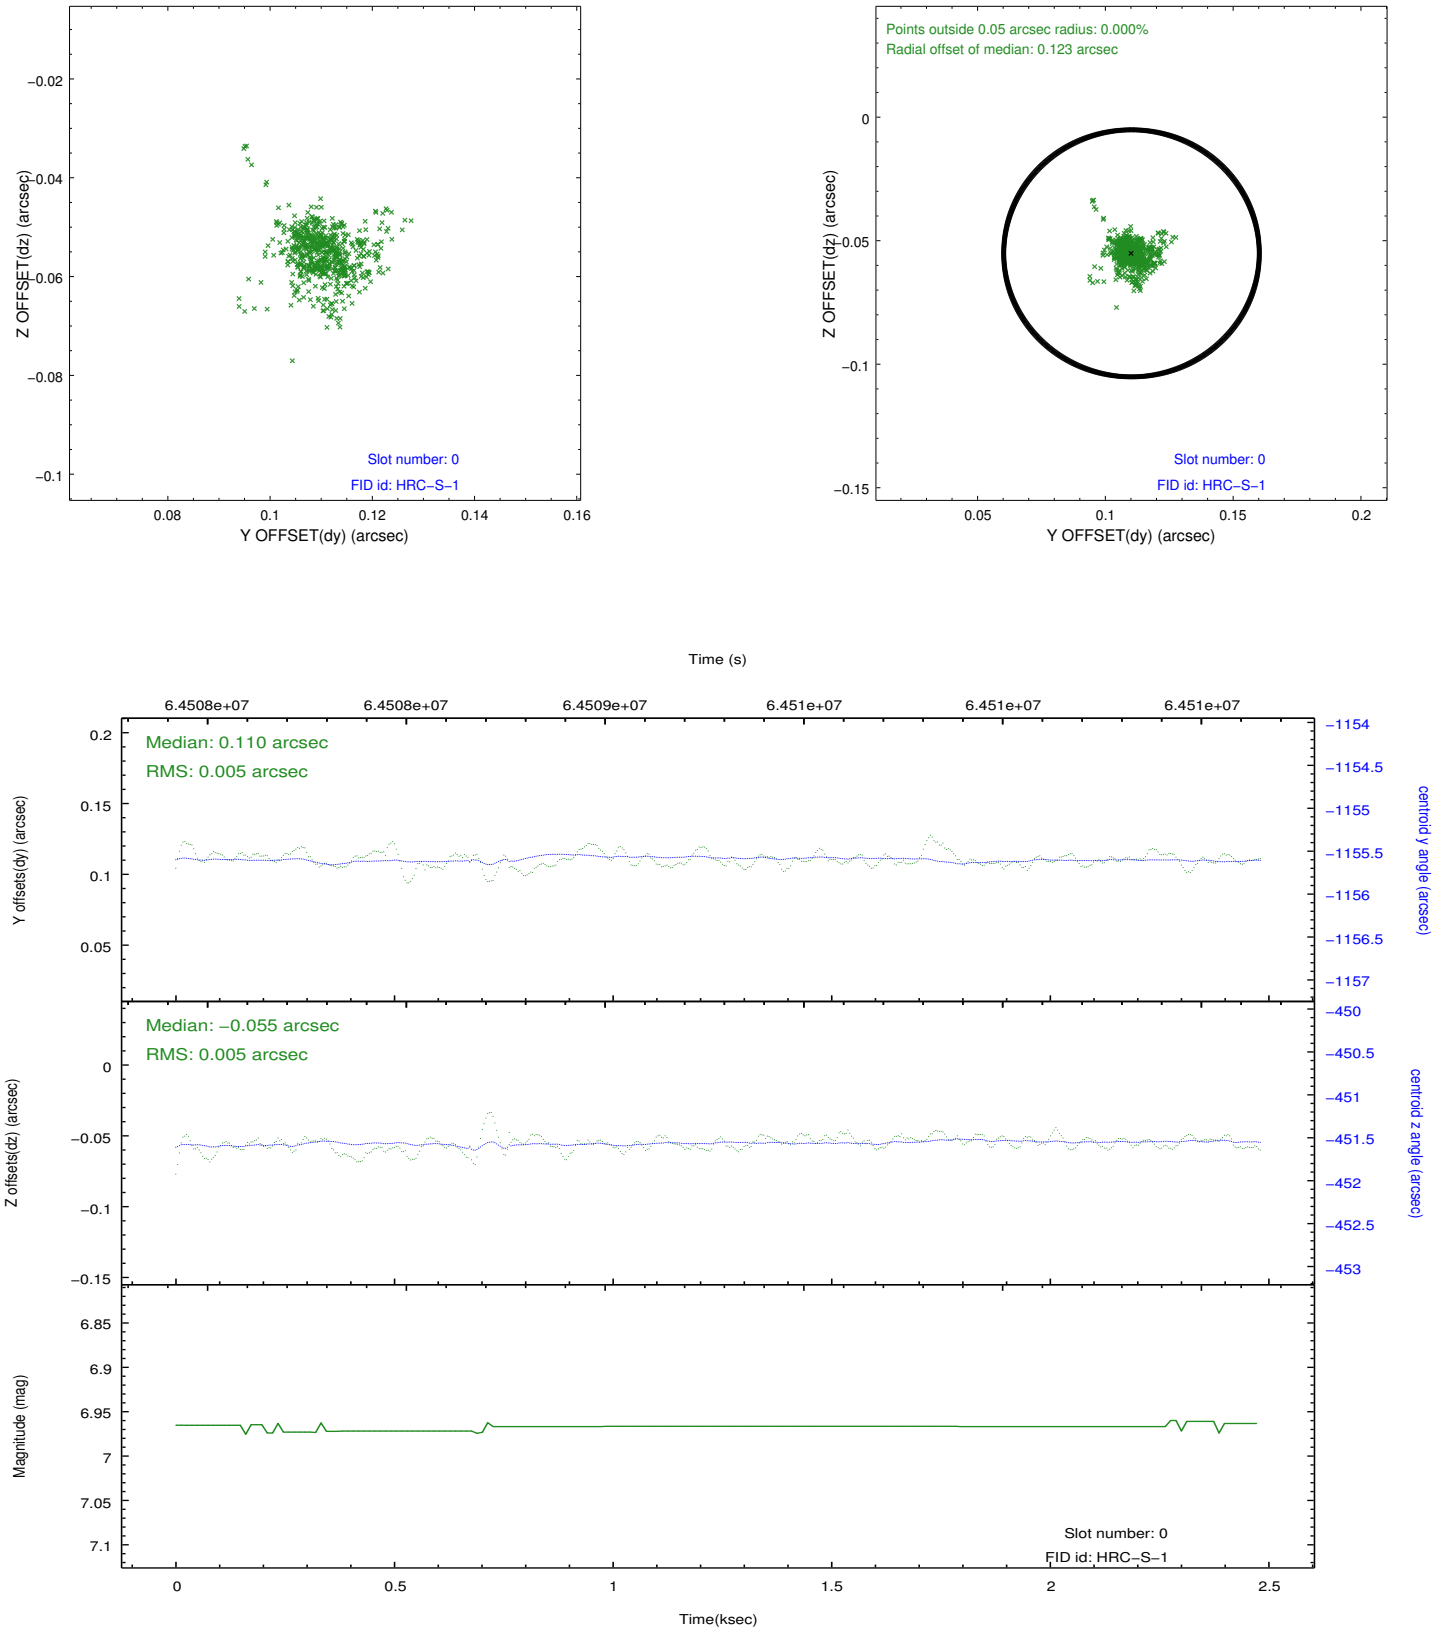 −0.02
−0.04
−0.06
−0.08
−0.1
Z OFFSET(dz) (arcsec)
Slot number: 0
FID id: HRC−S−1
0.08
0.1
0.12
0.14
0.16
Y OFFSET(dy) (arcsec)
Points outside 0.05 arcsec radius: 0.000%
Radial offset of median: 0.123 arcsec
0
−0.05
−0.1
−0.15
Z OFFSET(dz) (arcsec)
Slot number: 0
FID id: HRC−S−1
0.05
0.1
0.15
0.2
Y OFFSET(dy) (arcsec)
Time (s)
6.4508e+07 6.4508e+07 6.4509e+07 6.451e+07 6.451e+07 6.451e+07
Median: 0.110 arcsec
RMS: 0.005 arcsec
0.2
0.15
0.1
0.05
Y offsets(dy) (arcsec)
−1154
−1154.5
−1155
−1155.5
−1156
−1156.5
−1157
centroid y angle (arcsec)
Median: −0.055 arcsec
RMS: 0.005 arcsec
0
−0.05
−0.1
−0.15
Z offsets(dz) (arcsec)
−450
−450.5
−451
−451.5
−452
−452.5
−453
centroid z angle (arcsec)
6.85
6.9
6.95
7
7.05
7.1
Magnitude (mag)
Slot number: 0
FID id: HRC−S−1
0 0.5 1 1.5 2 2.5
Time(ksec)